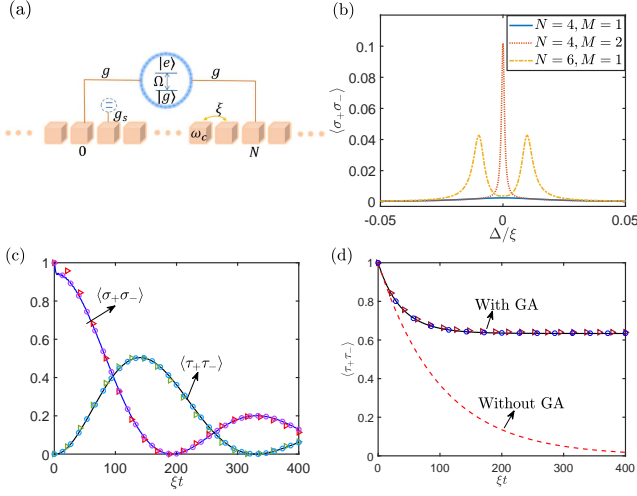 (a)
|e⟩
g
Ω
g
|g⟩
g_s
ξ
ω_c
0
N
(b)
N = 4, M = 1
N = 4, M = 2
N = 6, M = 1
0.1
0.08
0.06
0.04
0.02
0
-0.05
0
0.05
⟨σ+σ−⟩
Δ/ξ
(c)
1
0.8
0.6
0.4
0.2
0
0
100
200
300
400
⟨σ+σ−⟩
⟨τ+τ−⟩
ξt
(d)
1
0.8
0.6
0.4
0.2
0
0
100
200
300
400
⟨τ+τ−⟩
With GA
Without GA
ξt